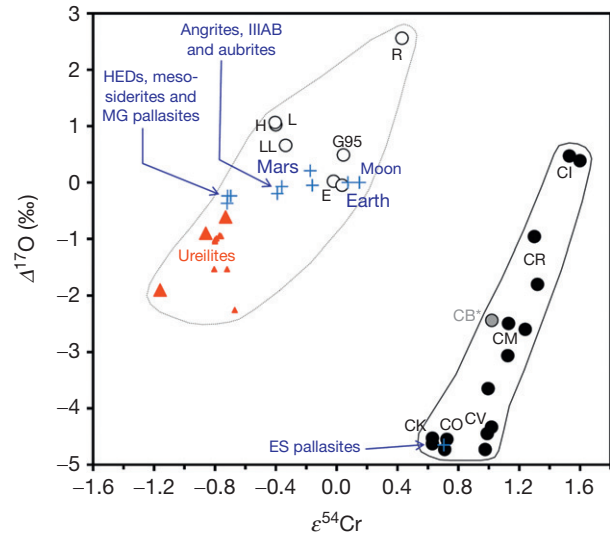 Angrites, IIIAB
and aubrites
HEDs, meso-
siderites and
MG pallasites
R
H
L
LL
G95
Mars
Moon
E
Earth
Ureilites
CI
CR
CB*
CM
CK
CO
CV
ES pallasites
3
2
1
0
−1
−2
−3
−4
−5
Δ¹⁷O (‰)
−1.6
−1.2
−0.8
−0.4
0.0
0.4
0.8
1.2
1.6
ε⁵⁴Cr